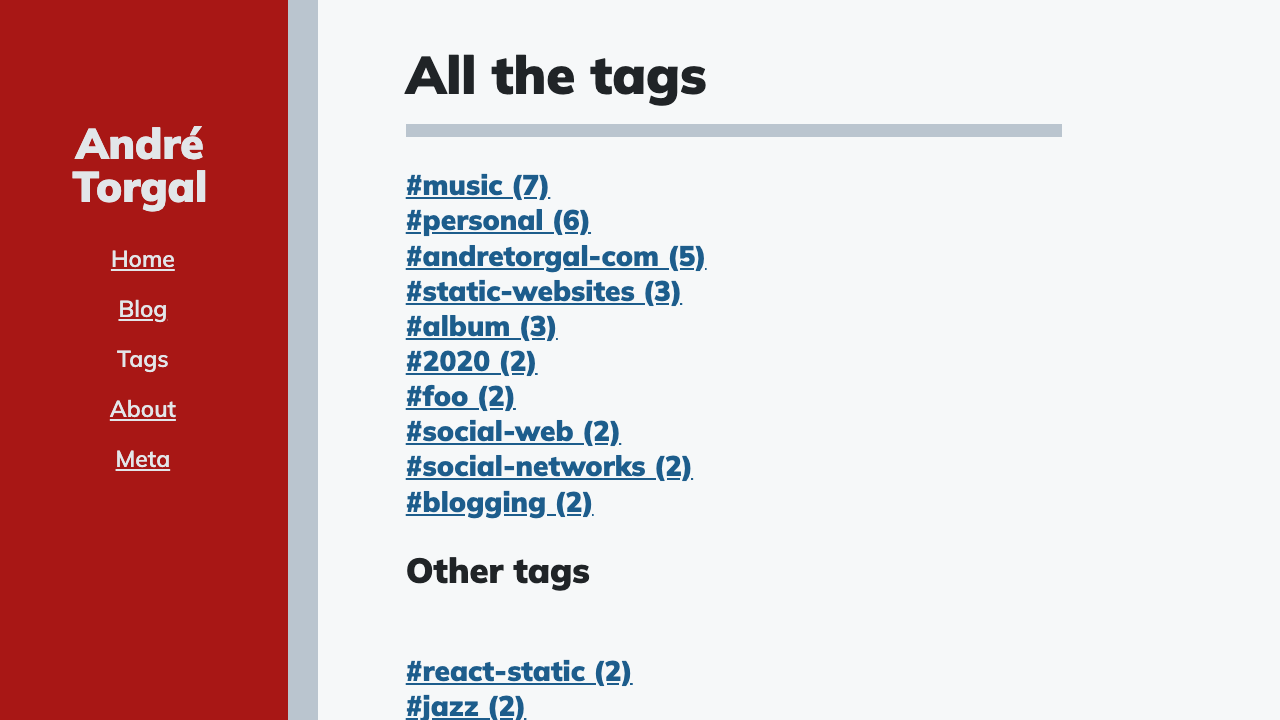 André
Torgal
Home
Blog
Tags
About
Meta
All the tags
#music (7)
#personal (6)
#andretorgal-com (5)
#static-websites (3)
#album (3)
#2020 (2)
#foo (2)
#social-web (2)
#social-networks (2)
#blogging (2)
Other tags
#react-static (2)
#jazz (2)